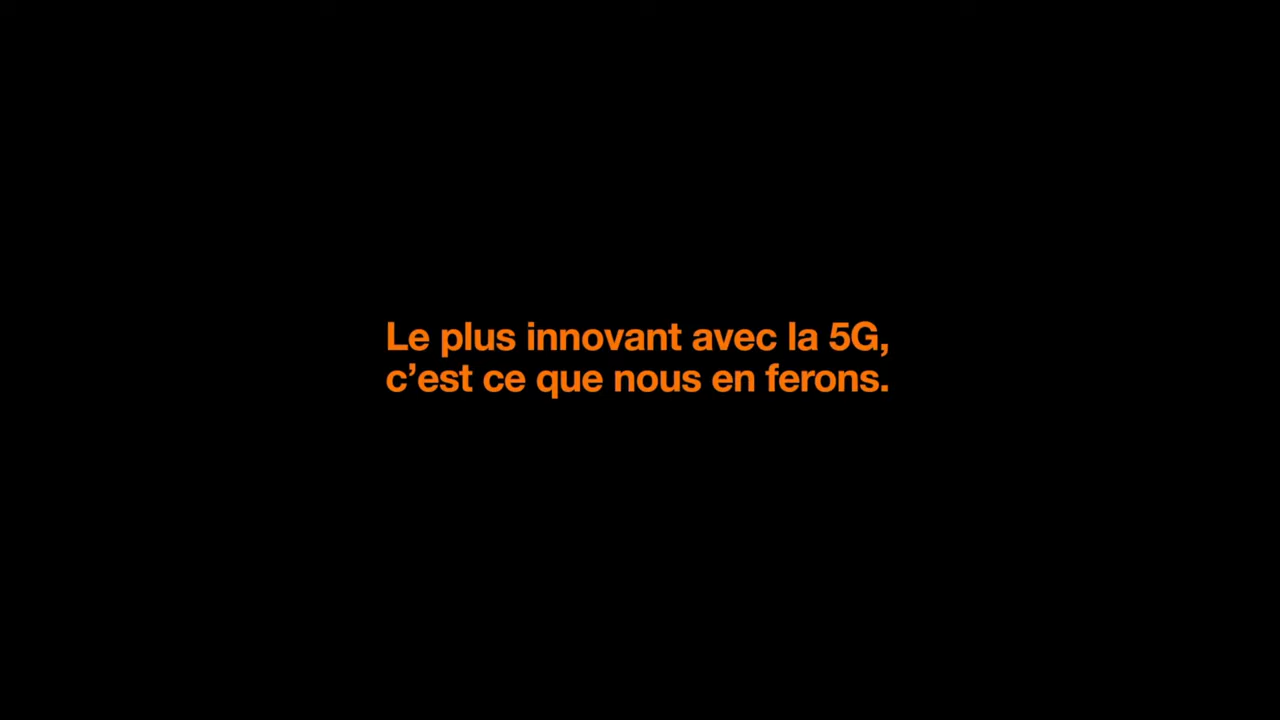 Le plus innovant avec la 5G,
c’est ce que nous en ferons.